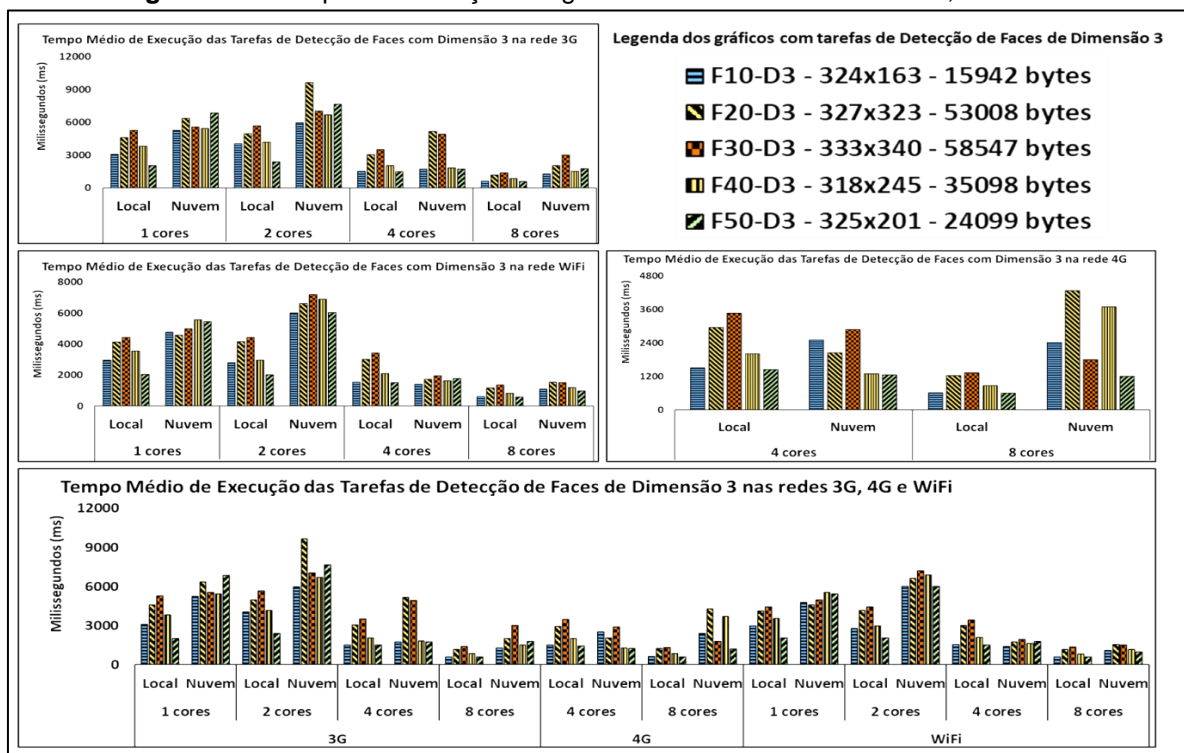 Tempo Médio de Execução das Tarefas de Detecção de Faces com Dimensão 3 na rede 3G
Milissegundos (ms)
12000
9000
6000
3000
0
Local Nuvem Local Nuvem Local Nuvem Local Nuvem
1 cores 2 cores 4 cores 8 cores
Legenda dos gráficos com tarefas de Detecção de Faces de Dimensão 3
F10-D3 - 324x163 - 15942 bytes
F20-D3 - 327x323 - 53008 bytes
F30-D3 - 333x340 - 58547 bytes
F40-D3 - 318x245 - 35098 bytes
F50-D3 - 325x201 - 24099 bytes
Tempo Médio de Execução das Tarefas de Detecção de Faces com Dimensão 3 na rede WiFi
Milissegundos (ms)
8000
6000
4000
2000
0
Local Nuvem Local Nuvem Local Nuvem Local Nuvem
1 cores 2 cores 4 cores 8 cores
Tempo Médio de Execução das Tarefas de Detecção de Faces com Dimensão 3 na rede 4G
Milissegundos (ms)
4800
3600
2400
1200
0
Local Nuvem Local Nuvem
4 cores 8 cores
Tempo Médio de Execução das Tarefas de Detecção de Faces de Dimensão 3 nas redes 3G, 4G e WiFi
Milissegundos (ms)
12000
9000
6000
3000
0
Local Nuvem Local Nuvem Local Nuvem Local Nuvem Local Nuvem Local Nuvem Local Nuvem Local Nuvem Local Nuvem Local Nuvem
1 cores 2 cores 4 cores 8 cores 4 cores 8 cores 1 cores 2 cores 4 cores 8 cores
3G 4G WiFi